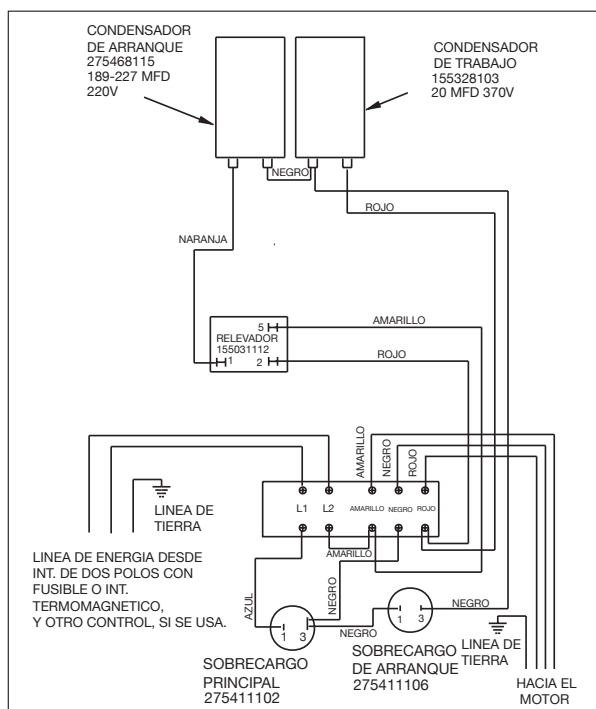 CONDENSADOR
DE ARRANQUE
275468115
189-227 MFD
220V
CONDENSADOR
DE TRABAJO
155328103
20 MFD 370V
NEGRO
ROJO
NARANJA
AMARILLO
5
RELEVADOR
155031112
1
2
ROJO
AMARILLO
NEGRO
ROJO
LINEA DE
TIERRA
L1
L2
AMARILLO
NEGRO
ROJO
AMARILLO
LINEA DE ENERGIA DESDE
INT. DE DOS POLOS CON
FUSIBLE O INT.
TERMOMAGNETICO,
Y OTRO CONTROL, SI SE USA.
AZUL
NEGRO
1
3
NEGRO
1
3
NEGRO
SOBRECARGO
PRINCIPAL
275411102
SOBRECARGO
DE ARRANQUE
275411106
LINEA DE
TIERRA
HACIA EL
MOTOR